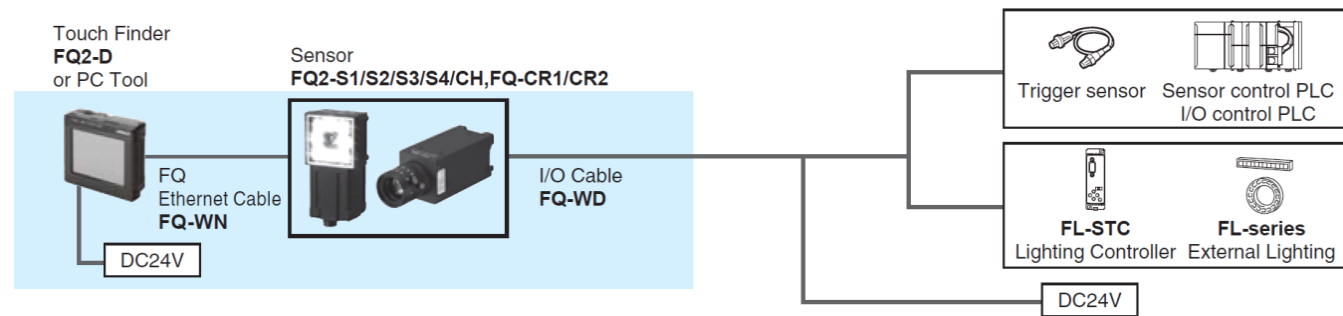 Touch Finder
FQ2-D
or PC Tool
Sensor
FQ2-S1/S2/S3/S4/CH,FQ-CR1/CR2
FQ
Ethernet Cable
FQ-WN
DC24V
I/O Cable
FQ-WD
Trigger sensor
Sensor control PLC
I/O control PLC
FL-STC
Lighting Controller
FL-series
External Lighting
DC24V